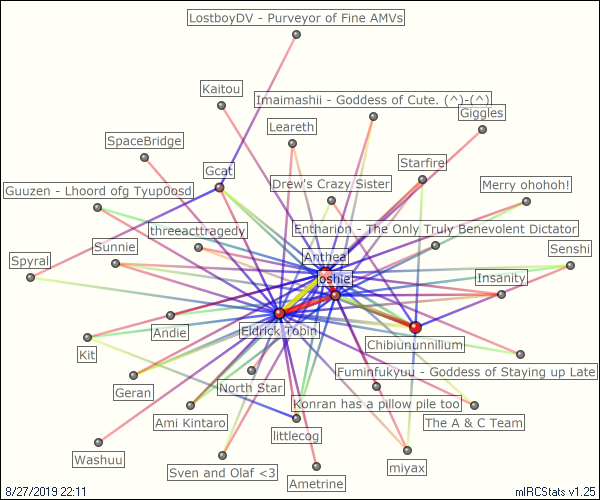 LostboyDV - Purveyor of Fine AMVs
Kaitou
Imaimashii - Goddess of Cute. (^)-(^)
Giggles
Leareth
SpaceBridge
Gcat
Starfire
Guuzen - Lhoord ofg Tyup0osd
Drew's Crazy Sister
Merry ohohoh!
threeacttragedy
Entharion - The Only Truly Benevolent Dictator
Sunnie
Antheal
Senshi
Spyral
oshie
Insanity
Andie
Eldrick Tobin
Chibiununnilium
Kit
Geran
North Star
Fuminfukyuu - Goddess of Staying up Late
Konran has a pillow pile too
Ami Kintaro
littlecog
The A & C Team
Washuu
Sven and Olaf <3
miyax
Ametrine
8/27/2019 22:11
mIRCStats v1.25